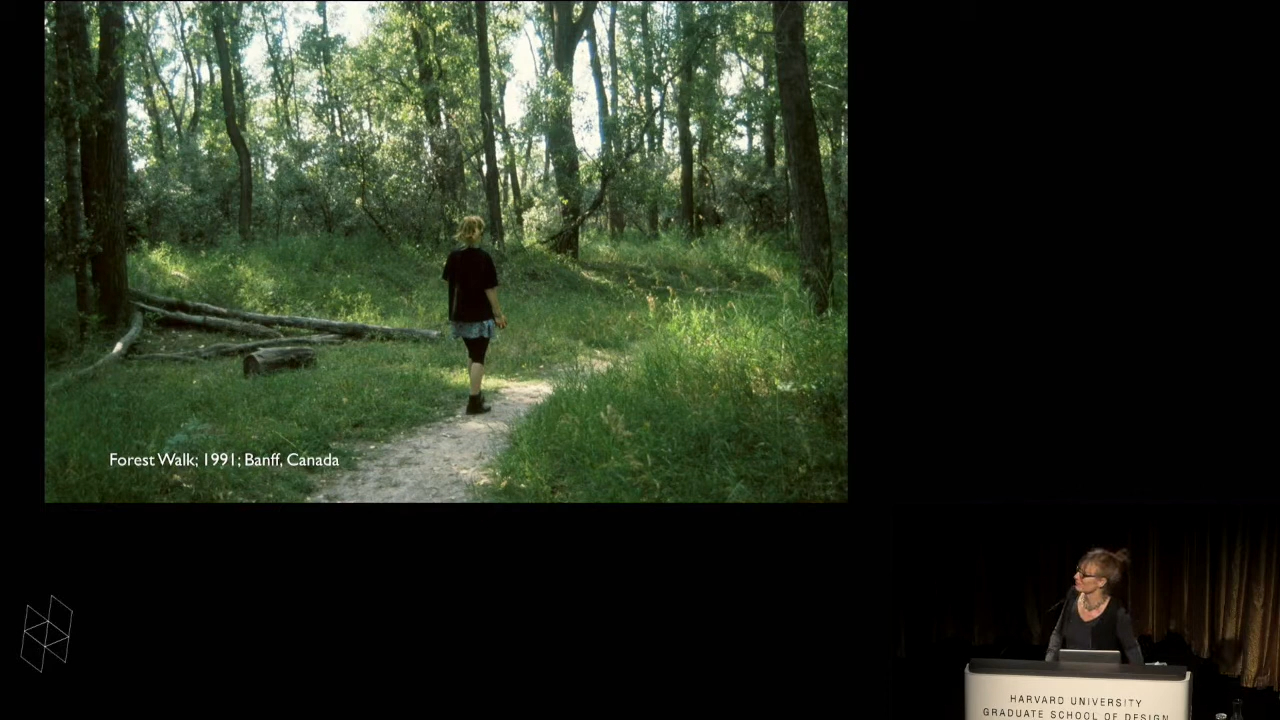 Forest Walk; 1991; Banff, Canada
HARVARD UNIVERSITY
GRADUATE SCHOOL OF DESIGN